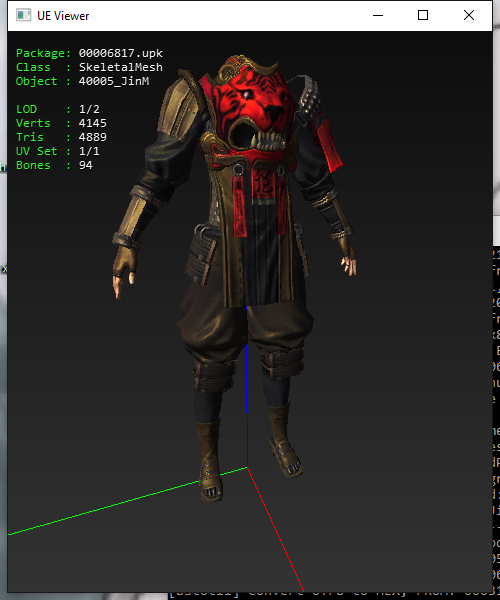 UE Viewer
Package: 00006817.upk
Class  : SkeletalMesh
Object : 40005_JinM
LOD    : 1/2
Verts  : 4145
Tris   : 4889
UV Set : 1/1
Bones  : 94